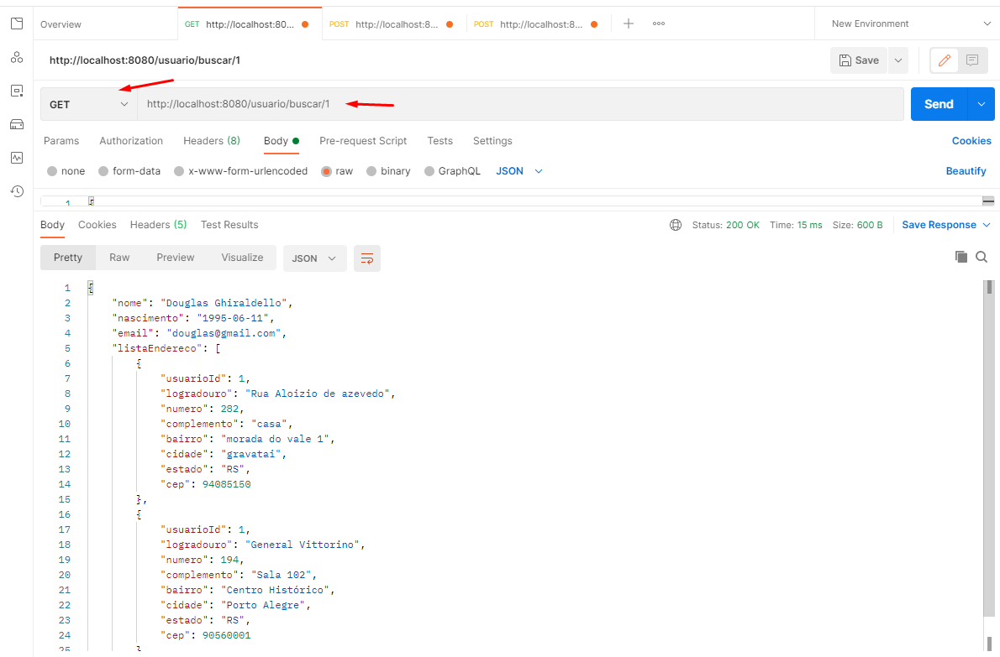 Overview GET http://localhost:80... POST http://localhost:8... POST http://localhost:8... New Environment
http://localhost:8080/usuario/buscar/1 Save
GET http://localhost:8080/usuario/buscar/1 Send
Params Authorization Headers (8) Body Pre-request Script Tests Settings Cookies
none form-data x-www-form-urlencoded raw binary GraphQL JSON Beautify
1 {
Body Cookies Headers (5) Test Results Status: 200 OK Time: 15 ms Size: 600 B Save Response
Pretty Raw Preview Visualize JSON
1 {
2 "nome": "Douglas Ghiraldello",
3 "nascimento": "1995-06-11",
4 "email": "douglas@gmail.com",
5 "listaEndereco": [
6 {
7 "usuarioId": 1,
8 "logradouro": "Rua Aloizio de azevedo",
9 "numero": 282,
10 "complemento": "casa",
11 "bairro": "morada do vale 1",
12 "cidade": "gravatai",
13 "estado": "RS",
14 "cep": 94085150
15 },
16 {
17 "usuarioId": 1,
18 "logradouro": "General Vittorino",
19 "numero": 194,
20 "complemento": "Sala 102",
21 "bairro": "Centro Histórico",
22 "cidade": "Porto Alegre",
23 "estado": "RS",
24 "cep": 90560001
25 }